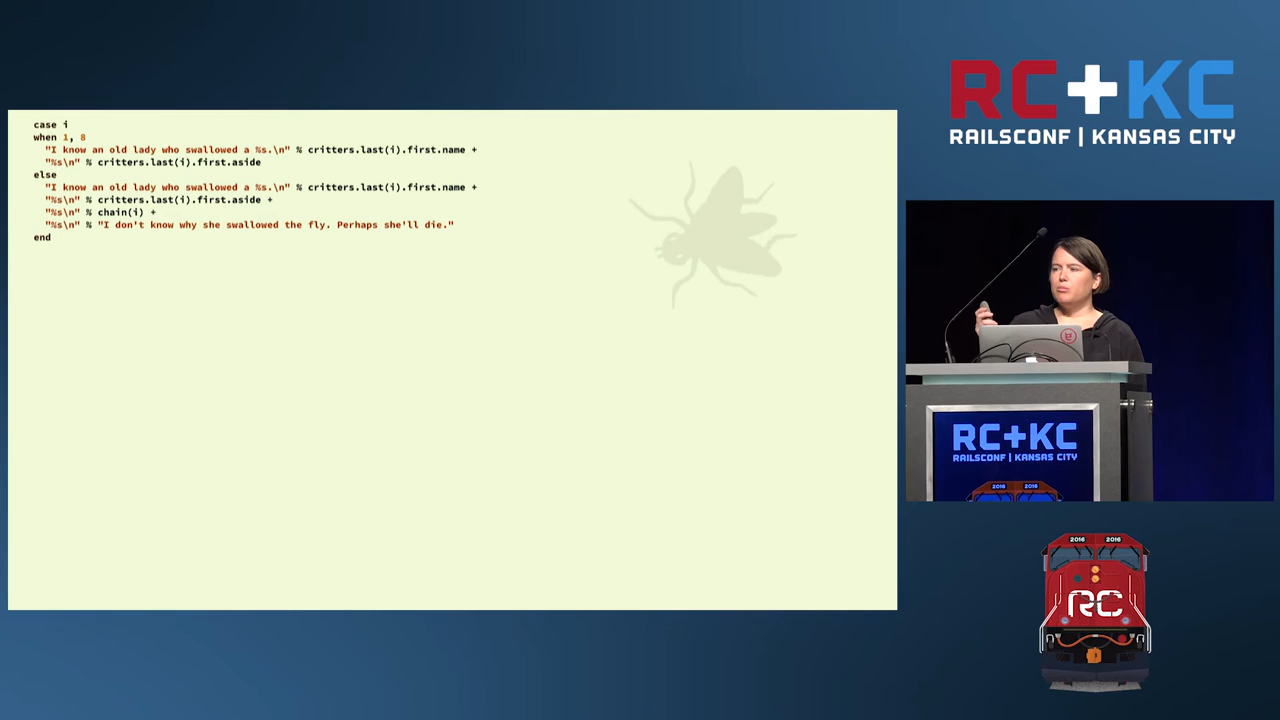 case i
when 1, 8
  "I know an old lady who swallowed a %s.\n" % critters.last(i).first.name +
  "%s\n" % critters.last(i).first.aside
else
  "I know an old lady who swallowed a %s.\n" % critters.last(i).first.name +
  "%s\n" % critters.last(i).first.aside +
  "%s\n" % chain(i) +
  "%s\n" % "I don't know why she swallowed the fly. Perhaps she'll die."
end
RC+KC
RAILSCONF | KANSAS CITY
RC+KC
RAILSCONF | KANSAS CITY
2016 2016
2016 2016
RC